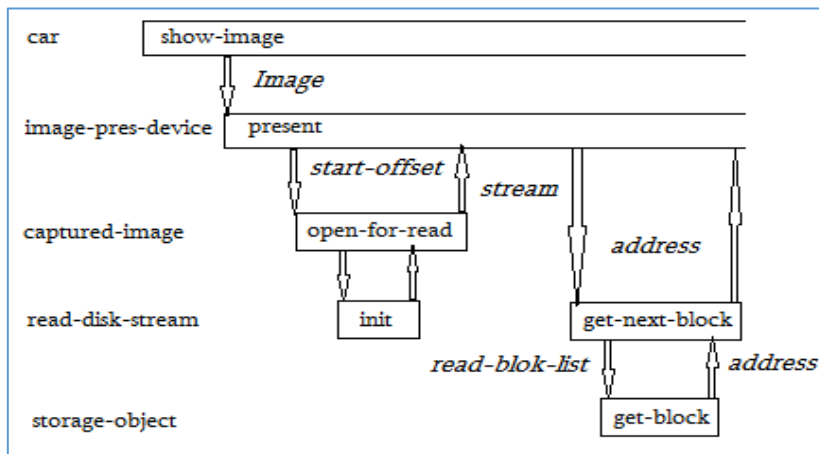 car
show-image
Image
image-pres-device
present
start-offset
stream
captured-image
open-for-read
address
read-disk-stream
init
get-next-block
read-blok-list
address
storage-object
get-block